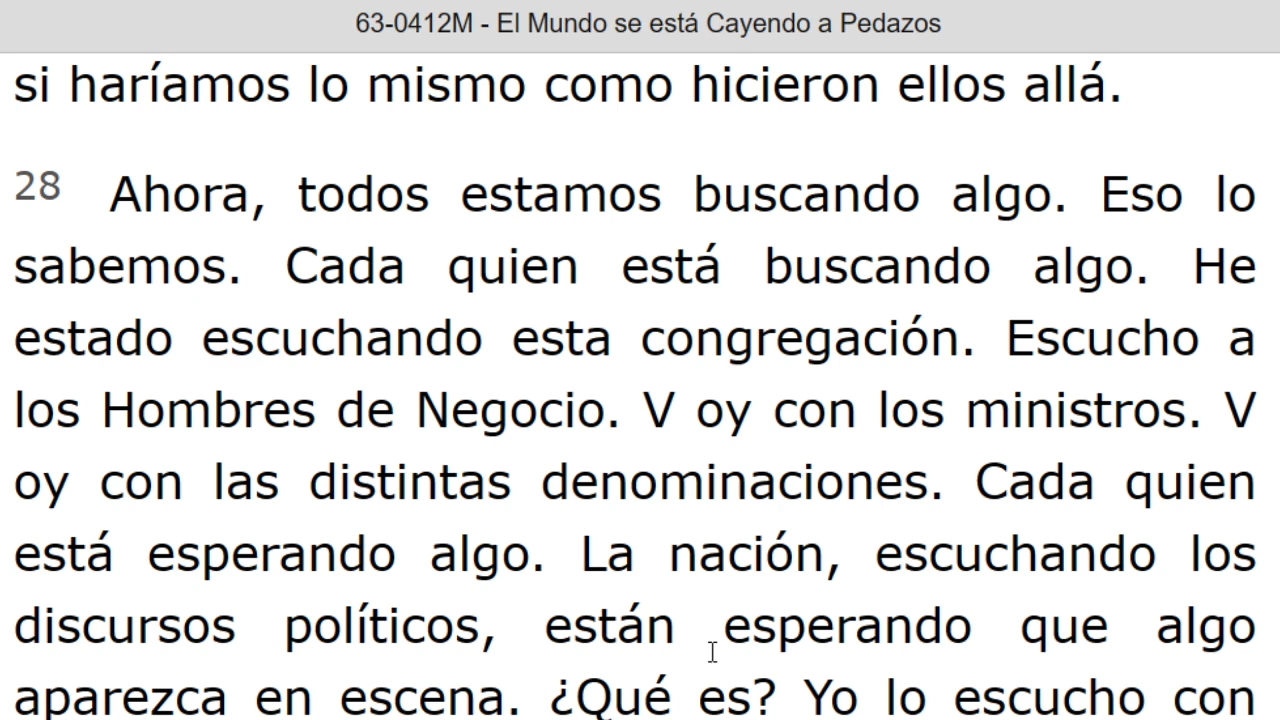 63-0412M - El Mundo se está Cayendo a Pedazos
si haríamos lo mismo como hicieron ellos allá.
28 Ahora, todos estamos buscando algo. Eso lo
sabemos. Cada quien está buscando algo. He
estado escuchando esta congregación. Escucho a
los Hombres de Negocio. V oy con los ministros. V
oy con las distintas denominaciones. Cada quien
está esperando algo. La nación, escuchando los
discursos políticos, están esperando que algo
aparezca en escena. ¿Qué es? Yo lo escucho con